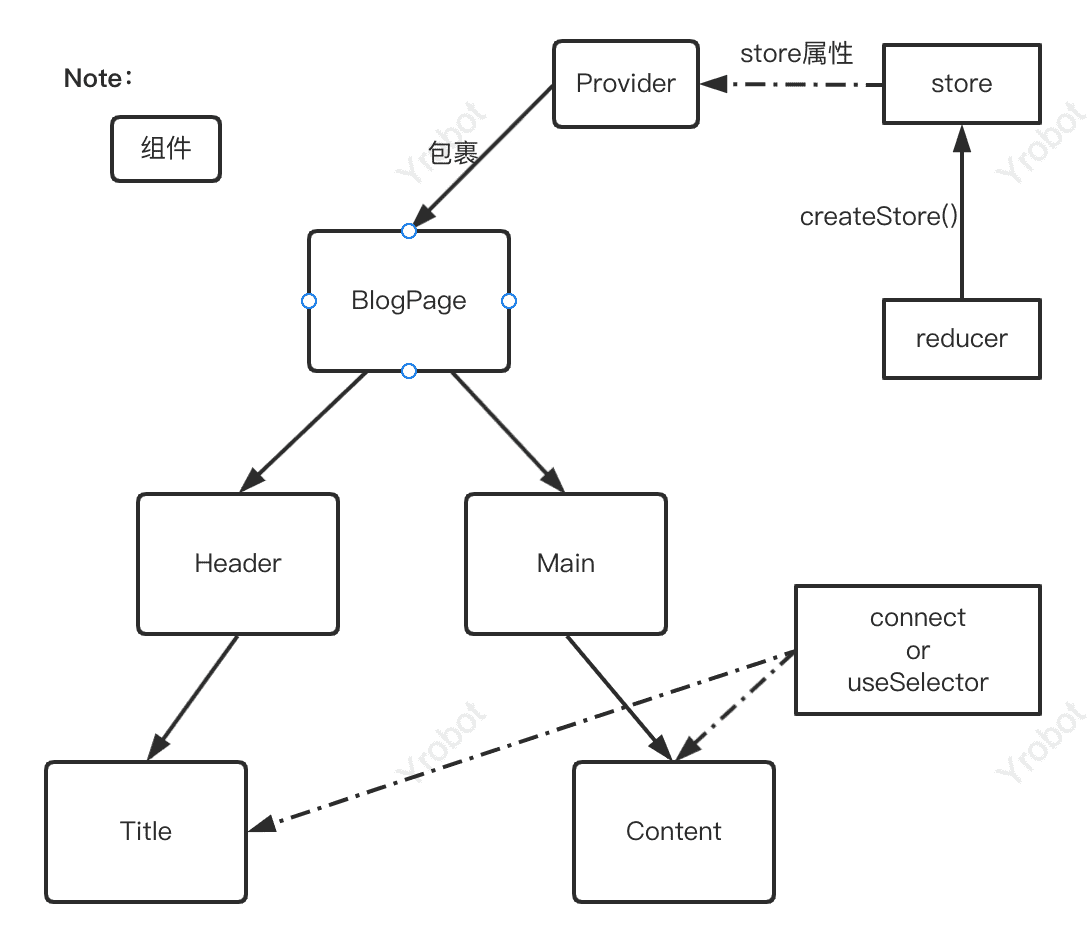 store属性
Provider
store
Note：
组件
包裹
createStore()
BlogPage
reducer
Header
Main
connect
or
useSelector
Title
Content
Yrobot
Yrobot
Yrobot
Yrobot